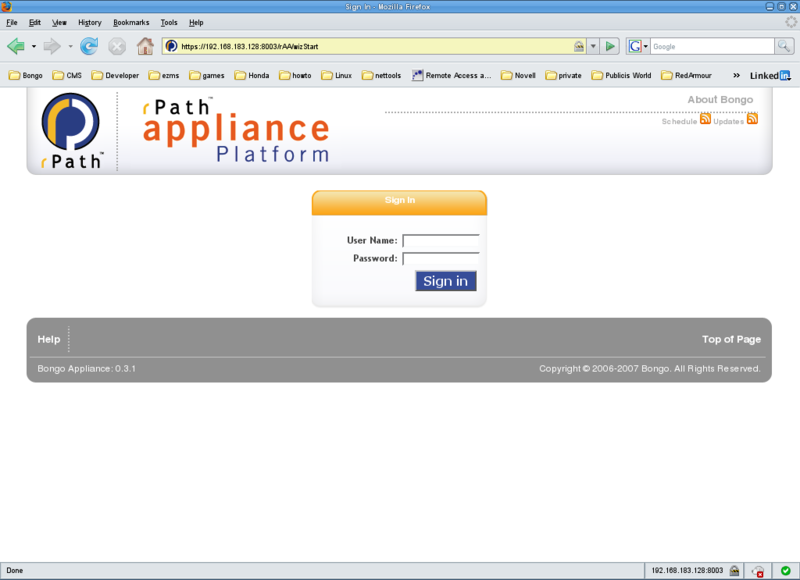 Sign in - Mozilla Firefox
File Edit View History Bookmarks Tools Help
https://192.168.183.128:8003/rAA/wizStart
G Google
Bongo CMS Developer ezms games Honda howto Linux nettools Remote Access a... Novell private Publicis World RedArmour » Linked in
rPath™
rPath™
appliance
Platform
About Bongo
Schedule Updates
Sign In
User Name:
Password:
Sign in
Help Top of Page
Bongo Appliance: 0.3.1 Copyright © 2006-2007 Bongo. All Rights Reserved.
Done 192.168.183.128:8003